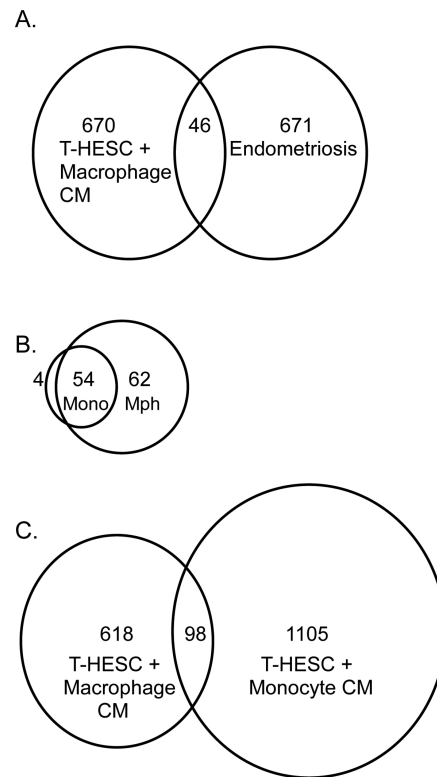 A.
670 46 671
T-HESC + Endometriosis
Macrophage
CM
B.
4 54 62
Mono Mph
C.
618 98 1105
T-HESC + T-HESC +
Macrophage Monocyte CM
CM